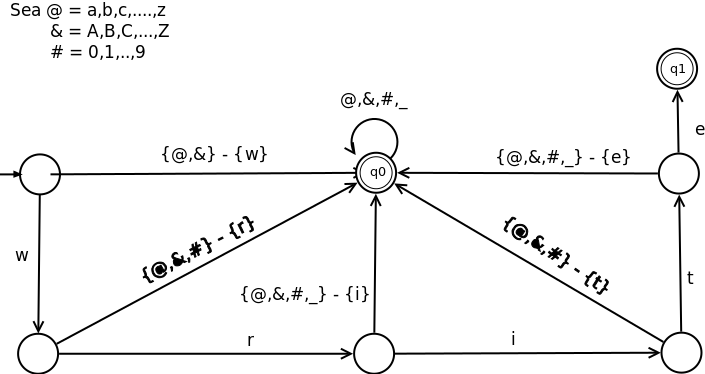 Sea @ = a,b,c,....,z
& = A,B,C,...,Z
# = 0,1,..,9
q1
@,&,#,_
e
{@,&} - {w}
{@,&,#,_} - {e}
q0
{@,&,#} - {r}
{@,&,#} - {t}
w
{@,&,#,_} - {i}
t
r
i